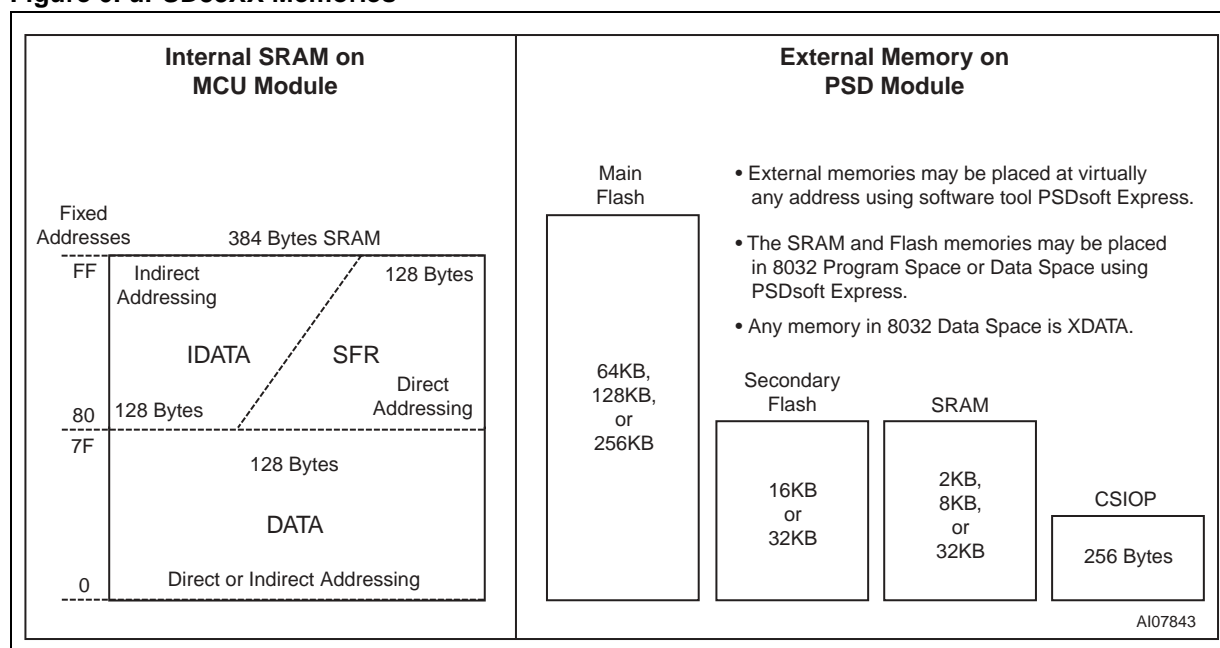 Internal SRAM on
MCU Module
Fixed
Addresses
384 Bytes SRAM
FF
Indirect
Addressing
128 Bytes
IDATA
SFR
Direct
Addressing
80
128 Bytes
7F
128 Bytes
DATA
0
Direct or Indirect Addressing
External Memory on
PSD Module
Main
Flash
• External memories may be placed at virtually
any address using software tool PSDsoft Express.
• The SRAM and Flash memories may be placed
in 8032 Program Space or Data Space using
PSDsoft Express.
• Any memory in 8032 Data Space is XDATA.
64KB,
128KB,
or
256KB
Secondary
Flash
16KB
or
32KB
SRAM
2KB,
8KB,
or
32KB
CSIOP
256 Bytes
AI07843